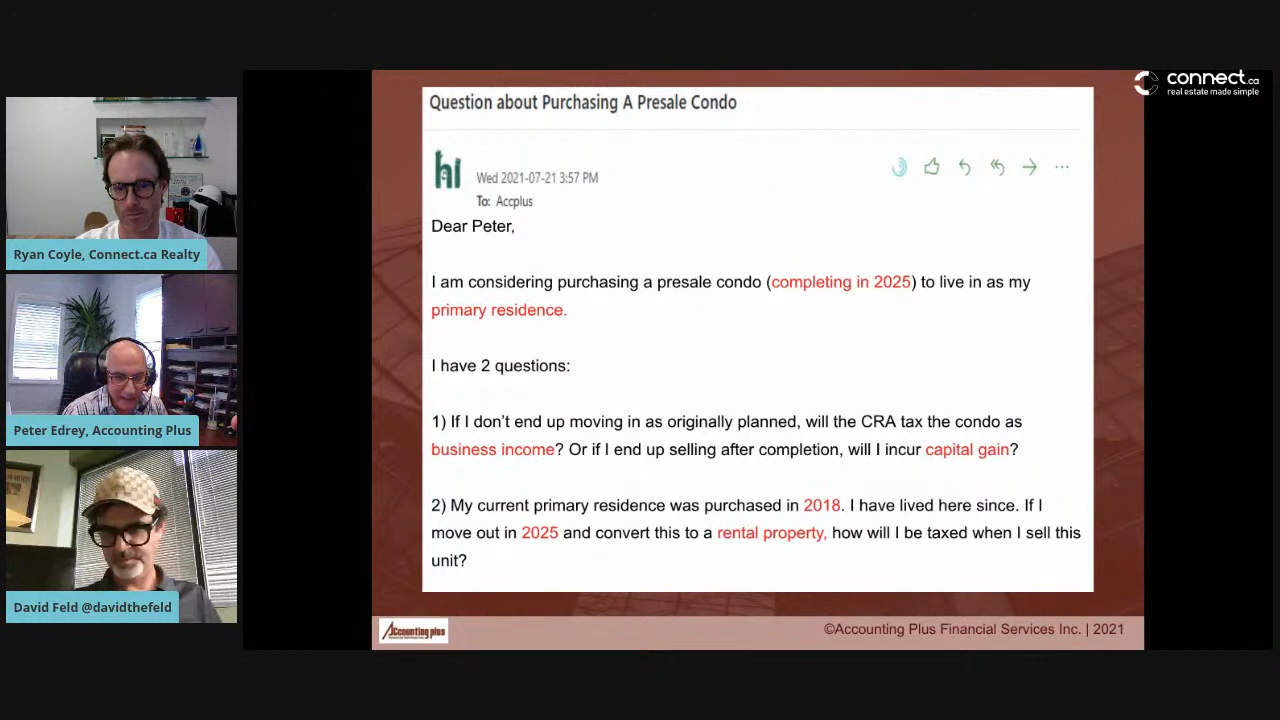 connect.ca
real estate made simple
Question about Purchasing A Presale Condo
hi
Wed 2021-07-21 3:57 PM
To: Accplus
Dear Peter,
I am considering purchasing a presale condo (completing in 2025) to live in as my
primary residence.
I have 2 questions:
1) If I don’t end up moving in as originally planned, will the CRA tax the condo as
business income? Or if I end up selling after completion, will I incur capital gain?
2) My current primary residence was purchased in 2018. I have lived here since. If I
move out in 2025 and convert this to a rental property, how will I be taxed when I sell this
unit?
Accounting plus
©Accounting Plus Financial Services Inc. | 2021
Ryan Coyle, Connect.ca Realty
Peter Edrey, Accounting Plus
David Feld @davidthefeld